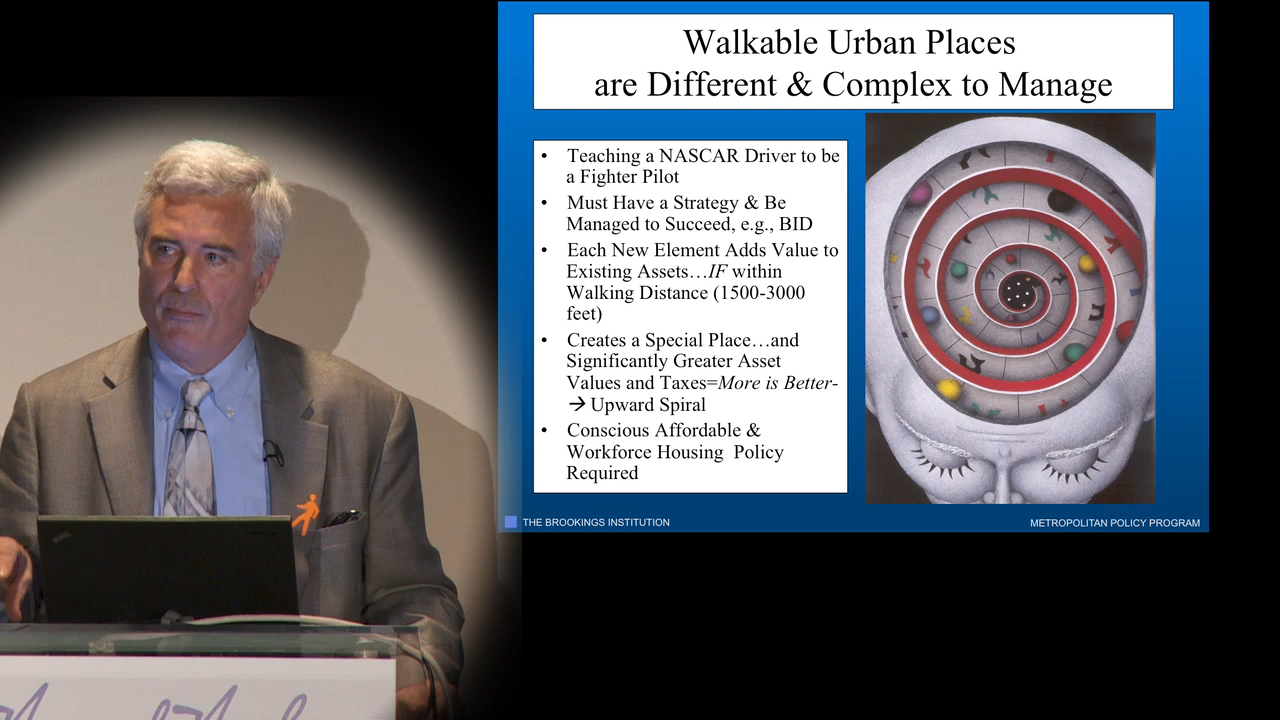 Walkable Urban Places
are Different & Complex to Manage
• Teaching a NASCAR Driver to be
a Fighter Pilot
• Must Have a Strategy & Be
Managed to Succeed, e.g., BID
• Each New Element Adds Value to
Existing Assets…IF within
Walking Distance (1500-3000
feet)
• Creates a Special Place…and
Significantly Greater Asset
Values and Taxes=More is Better-
→ Upward Spiral
• Conscious Affordable &
Workforce Housing  Policy
Required
THE BROOKINGS INSTITUTION
METROPOLITAN POLICY PROGRAM